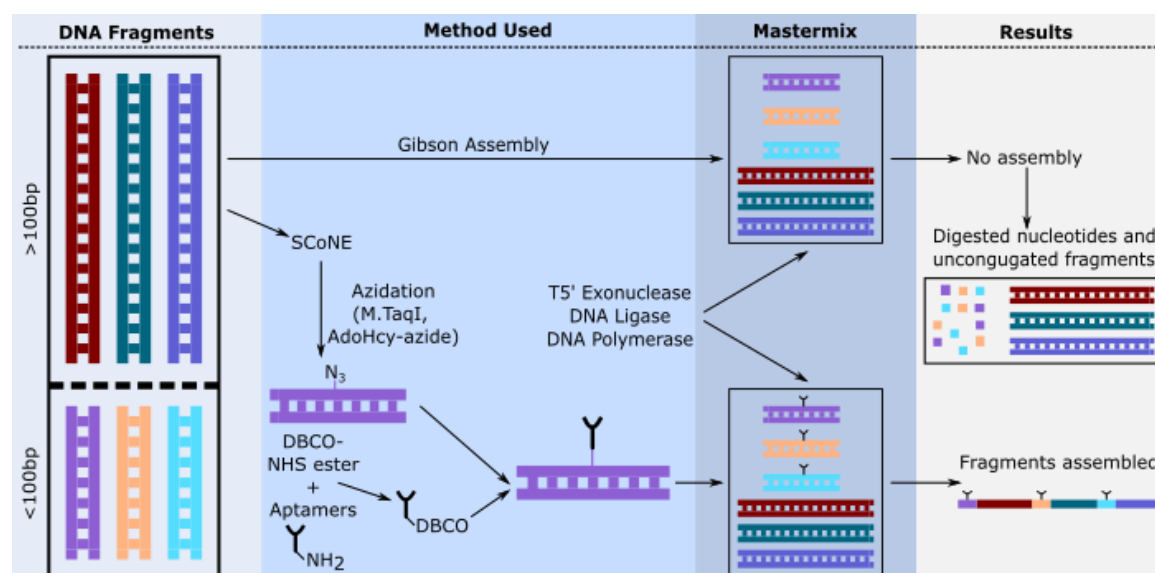 DNA Fragments
Method Used
Mastermix
Results
>100bp
<100bp
Gibson Assembly
SCoNE
Azidation
(M.TaqI,
AdoHcy-azide)
N3
DBCO-
NHS ester
+
Aptamers
NH2
DBCO
T5' Exonuclease
DNA Ligase
DNA Polymerase
No assembly
Digested nucleotides and
uncongugated fragments
Fragments assembled